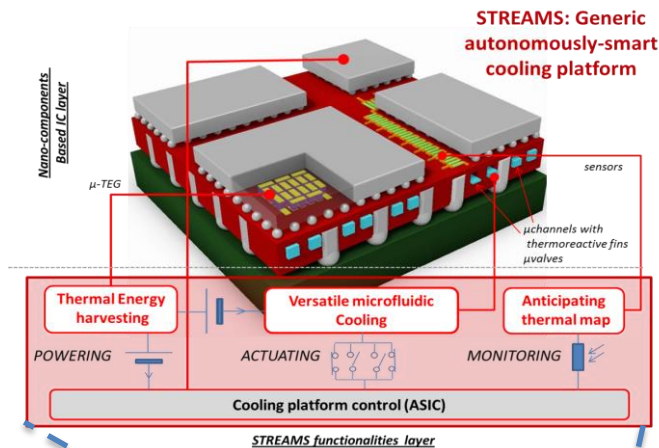 STREAMS: Generic
autonomously-smart
cooling platform
Nano-components
Based IC layer
μ-TEG
sensors
μchannels with
thermoreactive fins
μvalves
Thermal Energy
harvesting
Versatile microfluidic
Cooling
Anticipating
thermal map
POWERING
ACTUATING
MONITORING
Cooling platform control (ASIC)
STREAMS functionalities layer